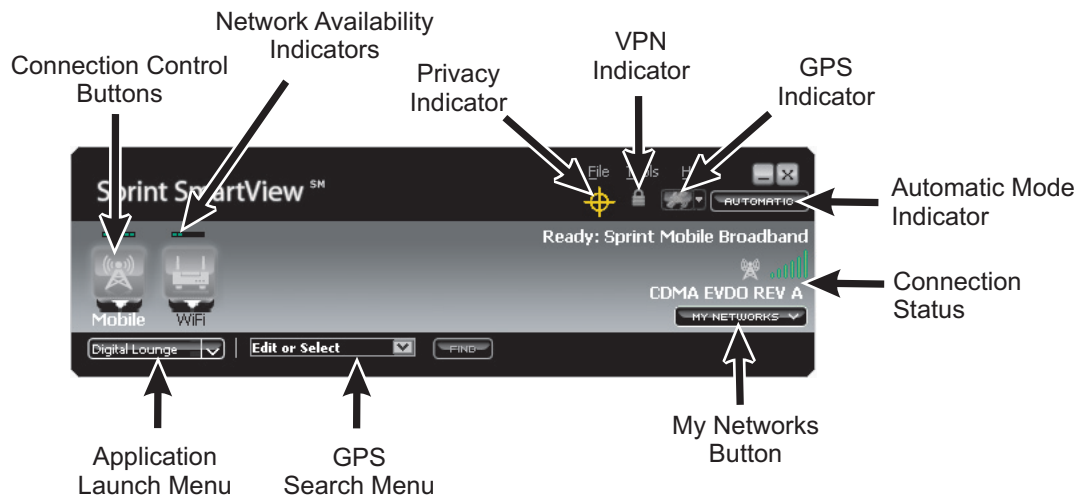 Network Availability
Indicators
Connection Control
Buttons
Privacy
Indicator
VPN
Indicator
GPS
Indicator
File
Sprint SmartView SM
AUTOMATIC
Automatic Mode
Indicator
Ready: Sprint Mobile Broadband
CDMA EVDO REV A
Connection
Status
Mobile
WiFi
MY NETWORKS
Digital Lounge
Edit or Select
FIND
My Networks
Button
Application
Launch Menu
GPS
Search Menu